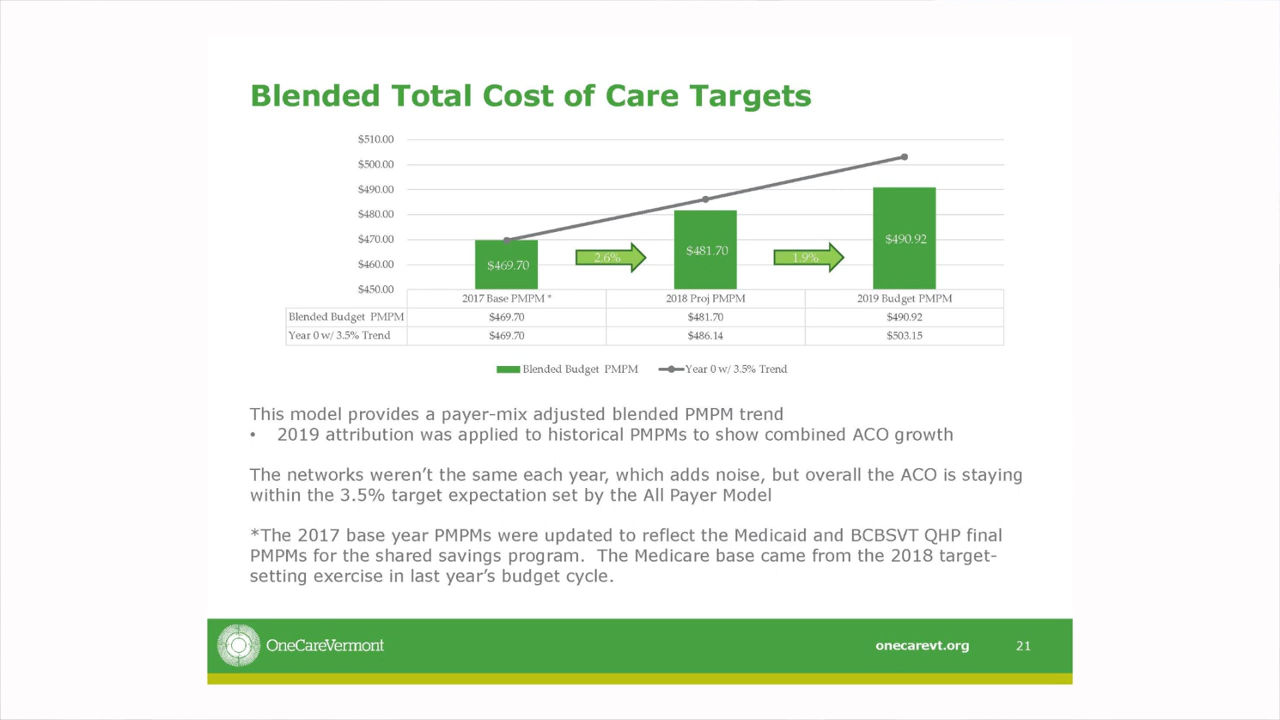 Blended Total Cost of Care Targets
$510.00
$500.00
$490.00
$480.00
$470.00
$460.00
$450.00
$469.70
2.6%
$481.70
1.9%
$490.92
2017 Base PMPM * 2018 Proj PMPM 2019 Budget PMPM
Blended Budget PMPM $469.70 $481.70 $490.92
Year 0 w/ 3.5% Trend $469.70 $486.14 $503.15
Blended Budget PMPM Year 0 w/ 3.5% Trend
This model provides a payer-mix adjusted blended PMPM trend
• 2019 attribution was applied to historical PMPMs to show combined ACO growth
The networks weren’t the same each year, which adds noise, but overall the ACO is staying
within the 3.5% target expectation set by the All Payer Model
*The 2017 base year PMPMs were updated to reflect the Medicaid and BCBSVT QHP final
PMPMs for the shared savings program. The Medicare base came from the 2018 target-
setting exercise in last year’s budget cycle.
OneCareVermont onecarevt.org 21